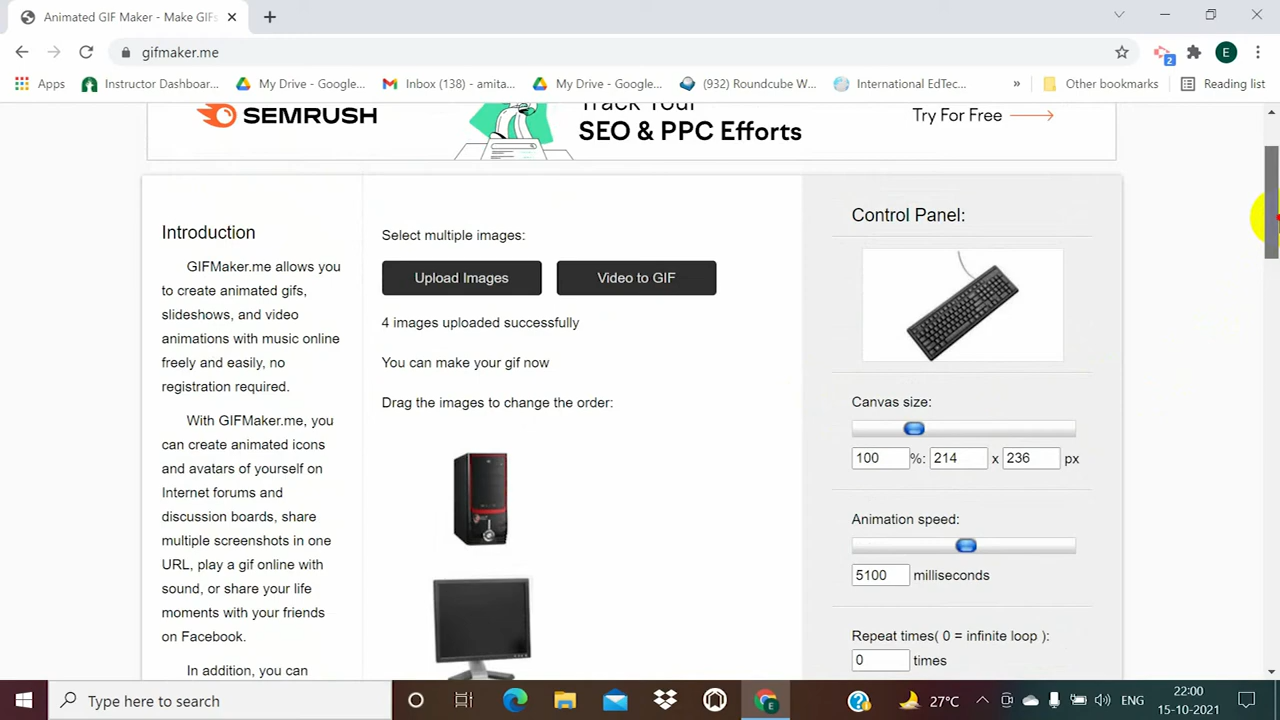 Animated GIF Maker - Make GIFs
gifmaker.me
E
2
Apps
Instructor Dashboar...
My Drive - Google...
Inbox (138) - amita...
My Drive - Google...
(932) Roundcube W...
International EdTec...
»
Other bookmarks
Reading list
SEMRUSH
Track Your
SEO & PPC Efforts
Try For Free
Introduction
GIFMaker.me allows you
to create animated gifs,
slideshows, and video
animations with music online
freely and easily, no
registration required.
With GIFMaker.me, you
can create animated icons
and avatars of yourself on
Internet forums and
discussion boards, share
multiple screenshots in one
URL, play a gif online with
sound, or share your life
moments with your friends
on Facebook.
In addition, you can
Select multiple images:
Upload Images
Video to GIF
4 images uploaded successfully
You can make your gif now
Drag the images to change the order:
Control Panel:
Canvas size:
100 %: 214 x 236 px
Animation speed:
5100 milliseconds
Repeat times( 0 = infinite loop ):
0 times
Type here to search
27°C
ENG
22:00
15-10-2021